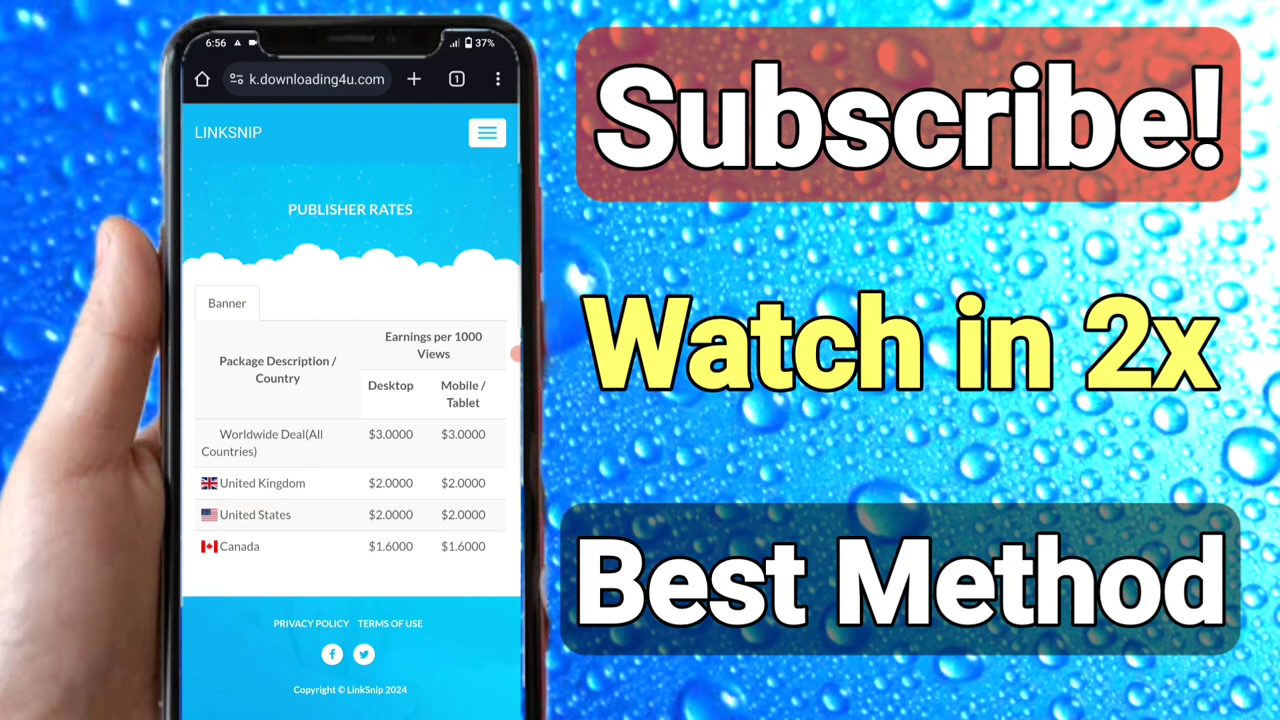 6:56
37%
k.downloading4u.com
1
LINKSNIP
PUBLISHER RATES
Banner
Package Description /
Country
Earnings per 1000
Views
Desktop
Mobile /
Tablet
Worldwide Deal(All
Countries)
$3.0000
$3.0000
United Kingdom
$2.0000
$2.0000
United States
$2.0000
$2.0000
Canada
$1.6000
$1.6000
PRIVACY POLICY
TERMS OF USE
Copyright © LinkSnip 2024
Subscribe!
Watch in 2x
Best Method